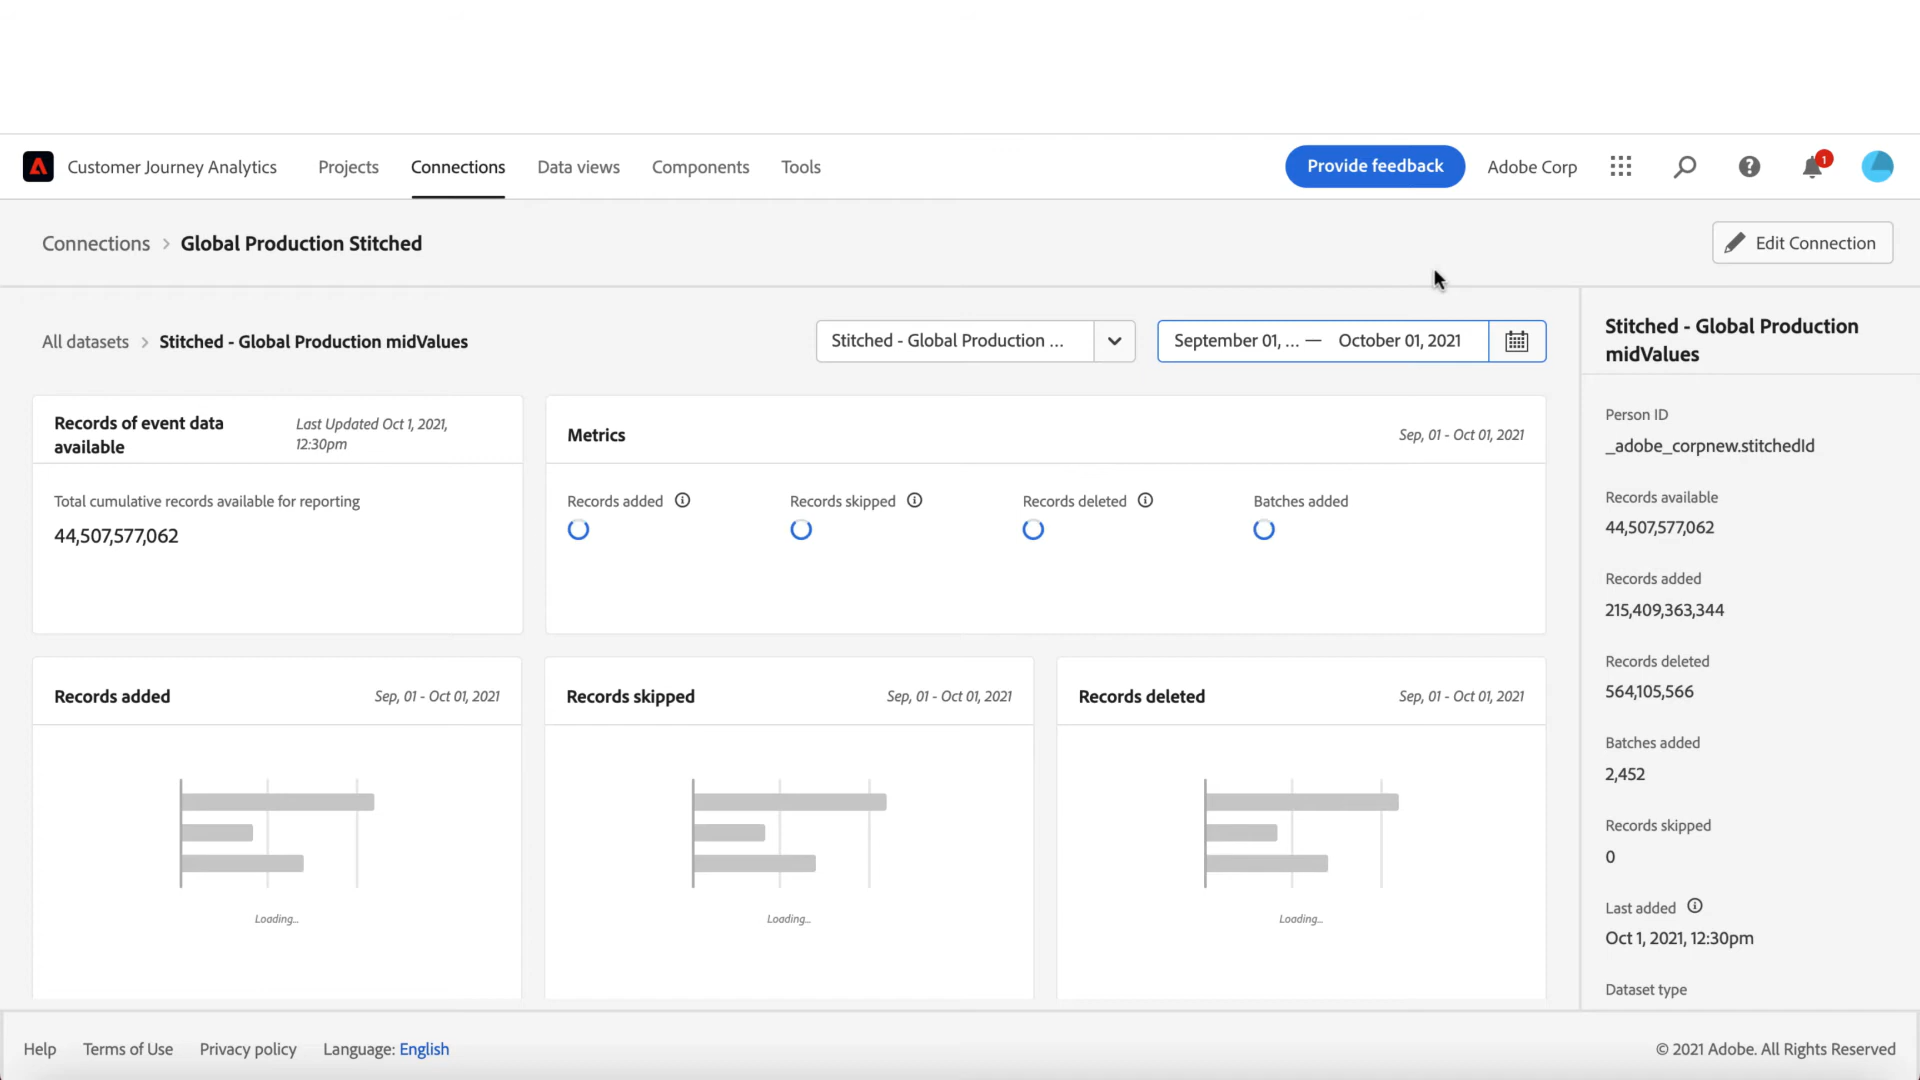 Customer Journey Analytics
Projects
Connections
Data views
Components
Tools
Provide feedback
Adobe Corp
1
Connections > Global Production Stitched
Edit Connection
All datasets > Stitched - Global Production midValues
Stitched - Global Production ...
September 01, ... — October 01, 2021
Records of event data
available
Last Updated Oct 1, 2021,
12:30pm
Total cumulative records available for reporting
44,507,577,062
Metrics
Sep, 01 - Oct 01, 2021
Records added
Records skipped
Records deleted
Batches added
Records added
Sep, 01 - Oct 01, 2021
Loading...
Records skipped
Sep, 01 - Oct 01, 2021
Loading...
Records deleted
Sep, 01 - Oct 01, 2021
Loading...
Stitched - Global Production
midValues
Person ID
_adobe_corpnew.stitchedId
Records available
44,507,577,062
Records added
215,409,363,344
Records deleted
564,105,566
Batches added
2,452
Records skipped
0
Last added
Oct 1, 2021, 12:30pm
Dataset type
Help
Terms of Use
Privacy policy
Language: English
© 2021 Adobe. All Rights Reserved